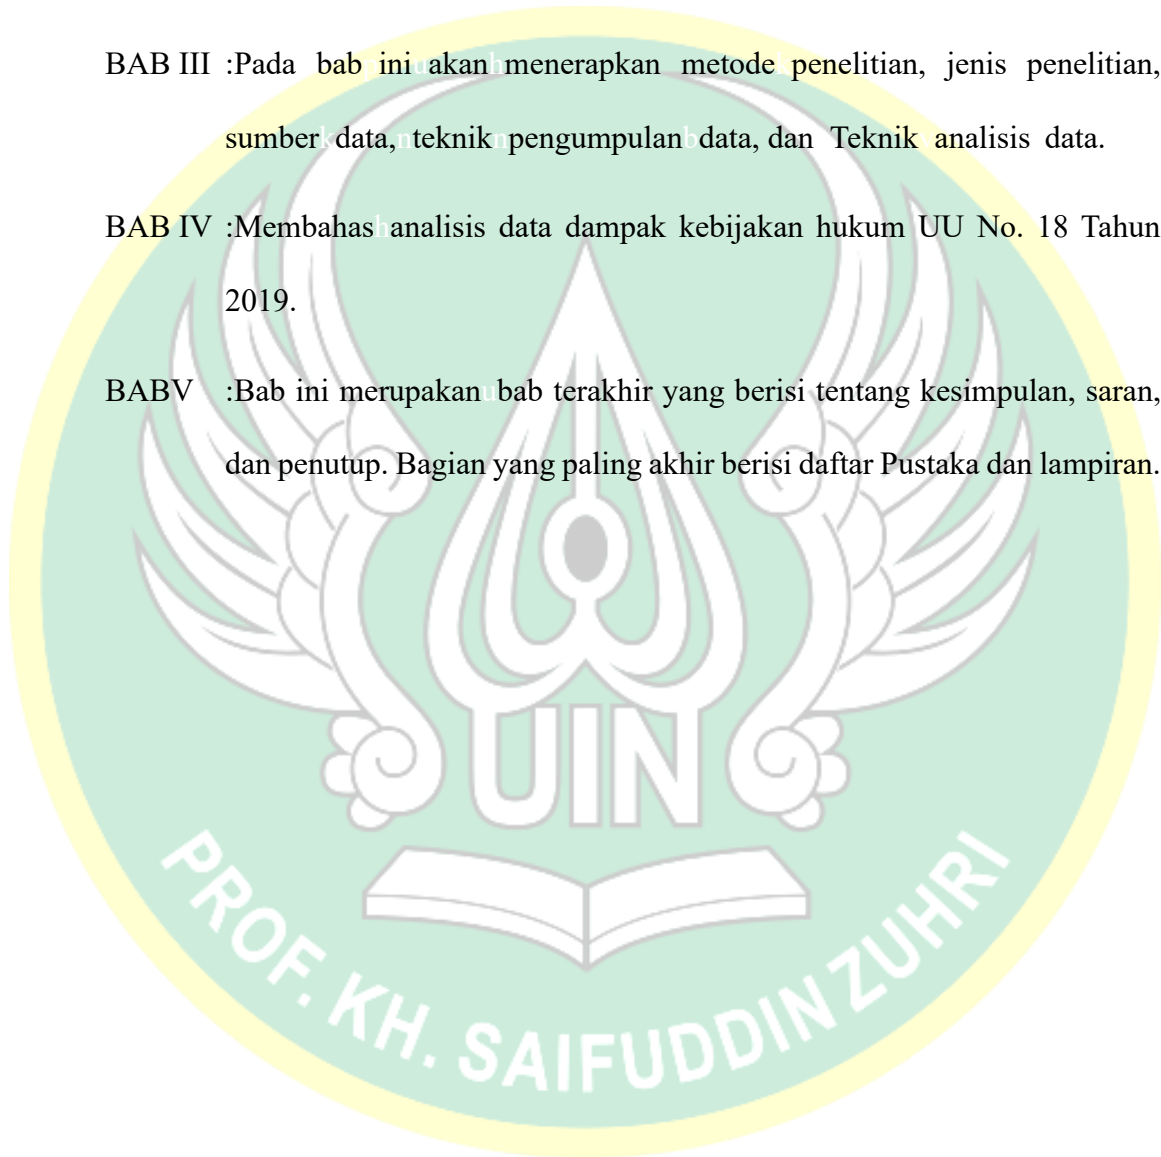 BAB III :Pada bab ini akan menerapkan metode penelitian, jenis penelitian,
sumber data, teknik pengumpulan data, dan Teknik analisis data.
BAB IV :Membahas analisis data dampak kebijakan hukum UU No. 18 Tahun
2019.
BABV :Bab ini merupakan bab terakhir yang berisi tentang kesimpulan, saran,
dan penutup. Bagian yang paling akhir berisi daftar Pustaka dan lampiran.
UIN
PROF. KH. SAIFUDDIN ZUHRI